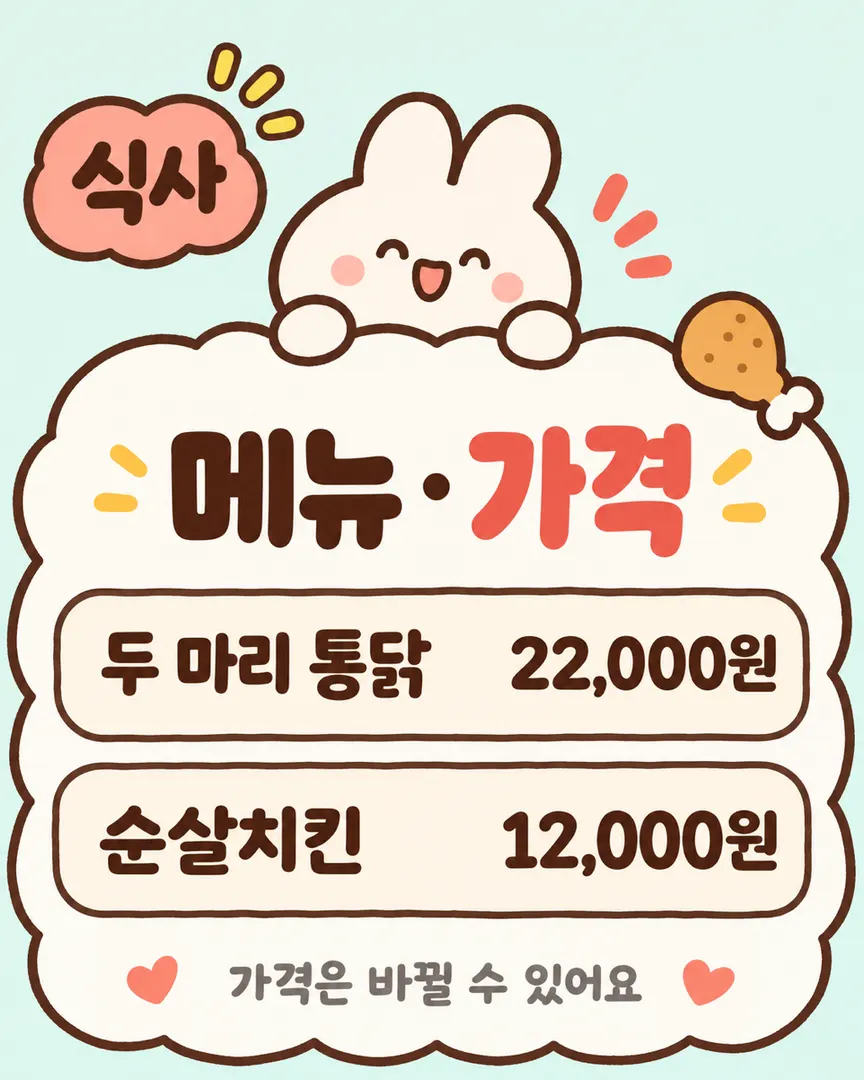 식사
메뉴·가격
두 마리 통닭 22,000원
순살치킨 12,000원
가격은 바뀔 수 있어요